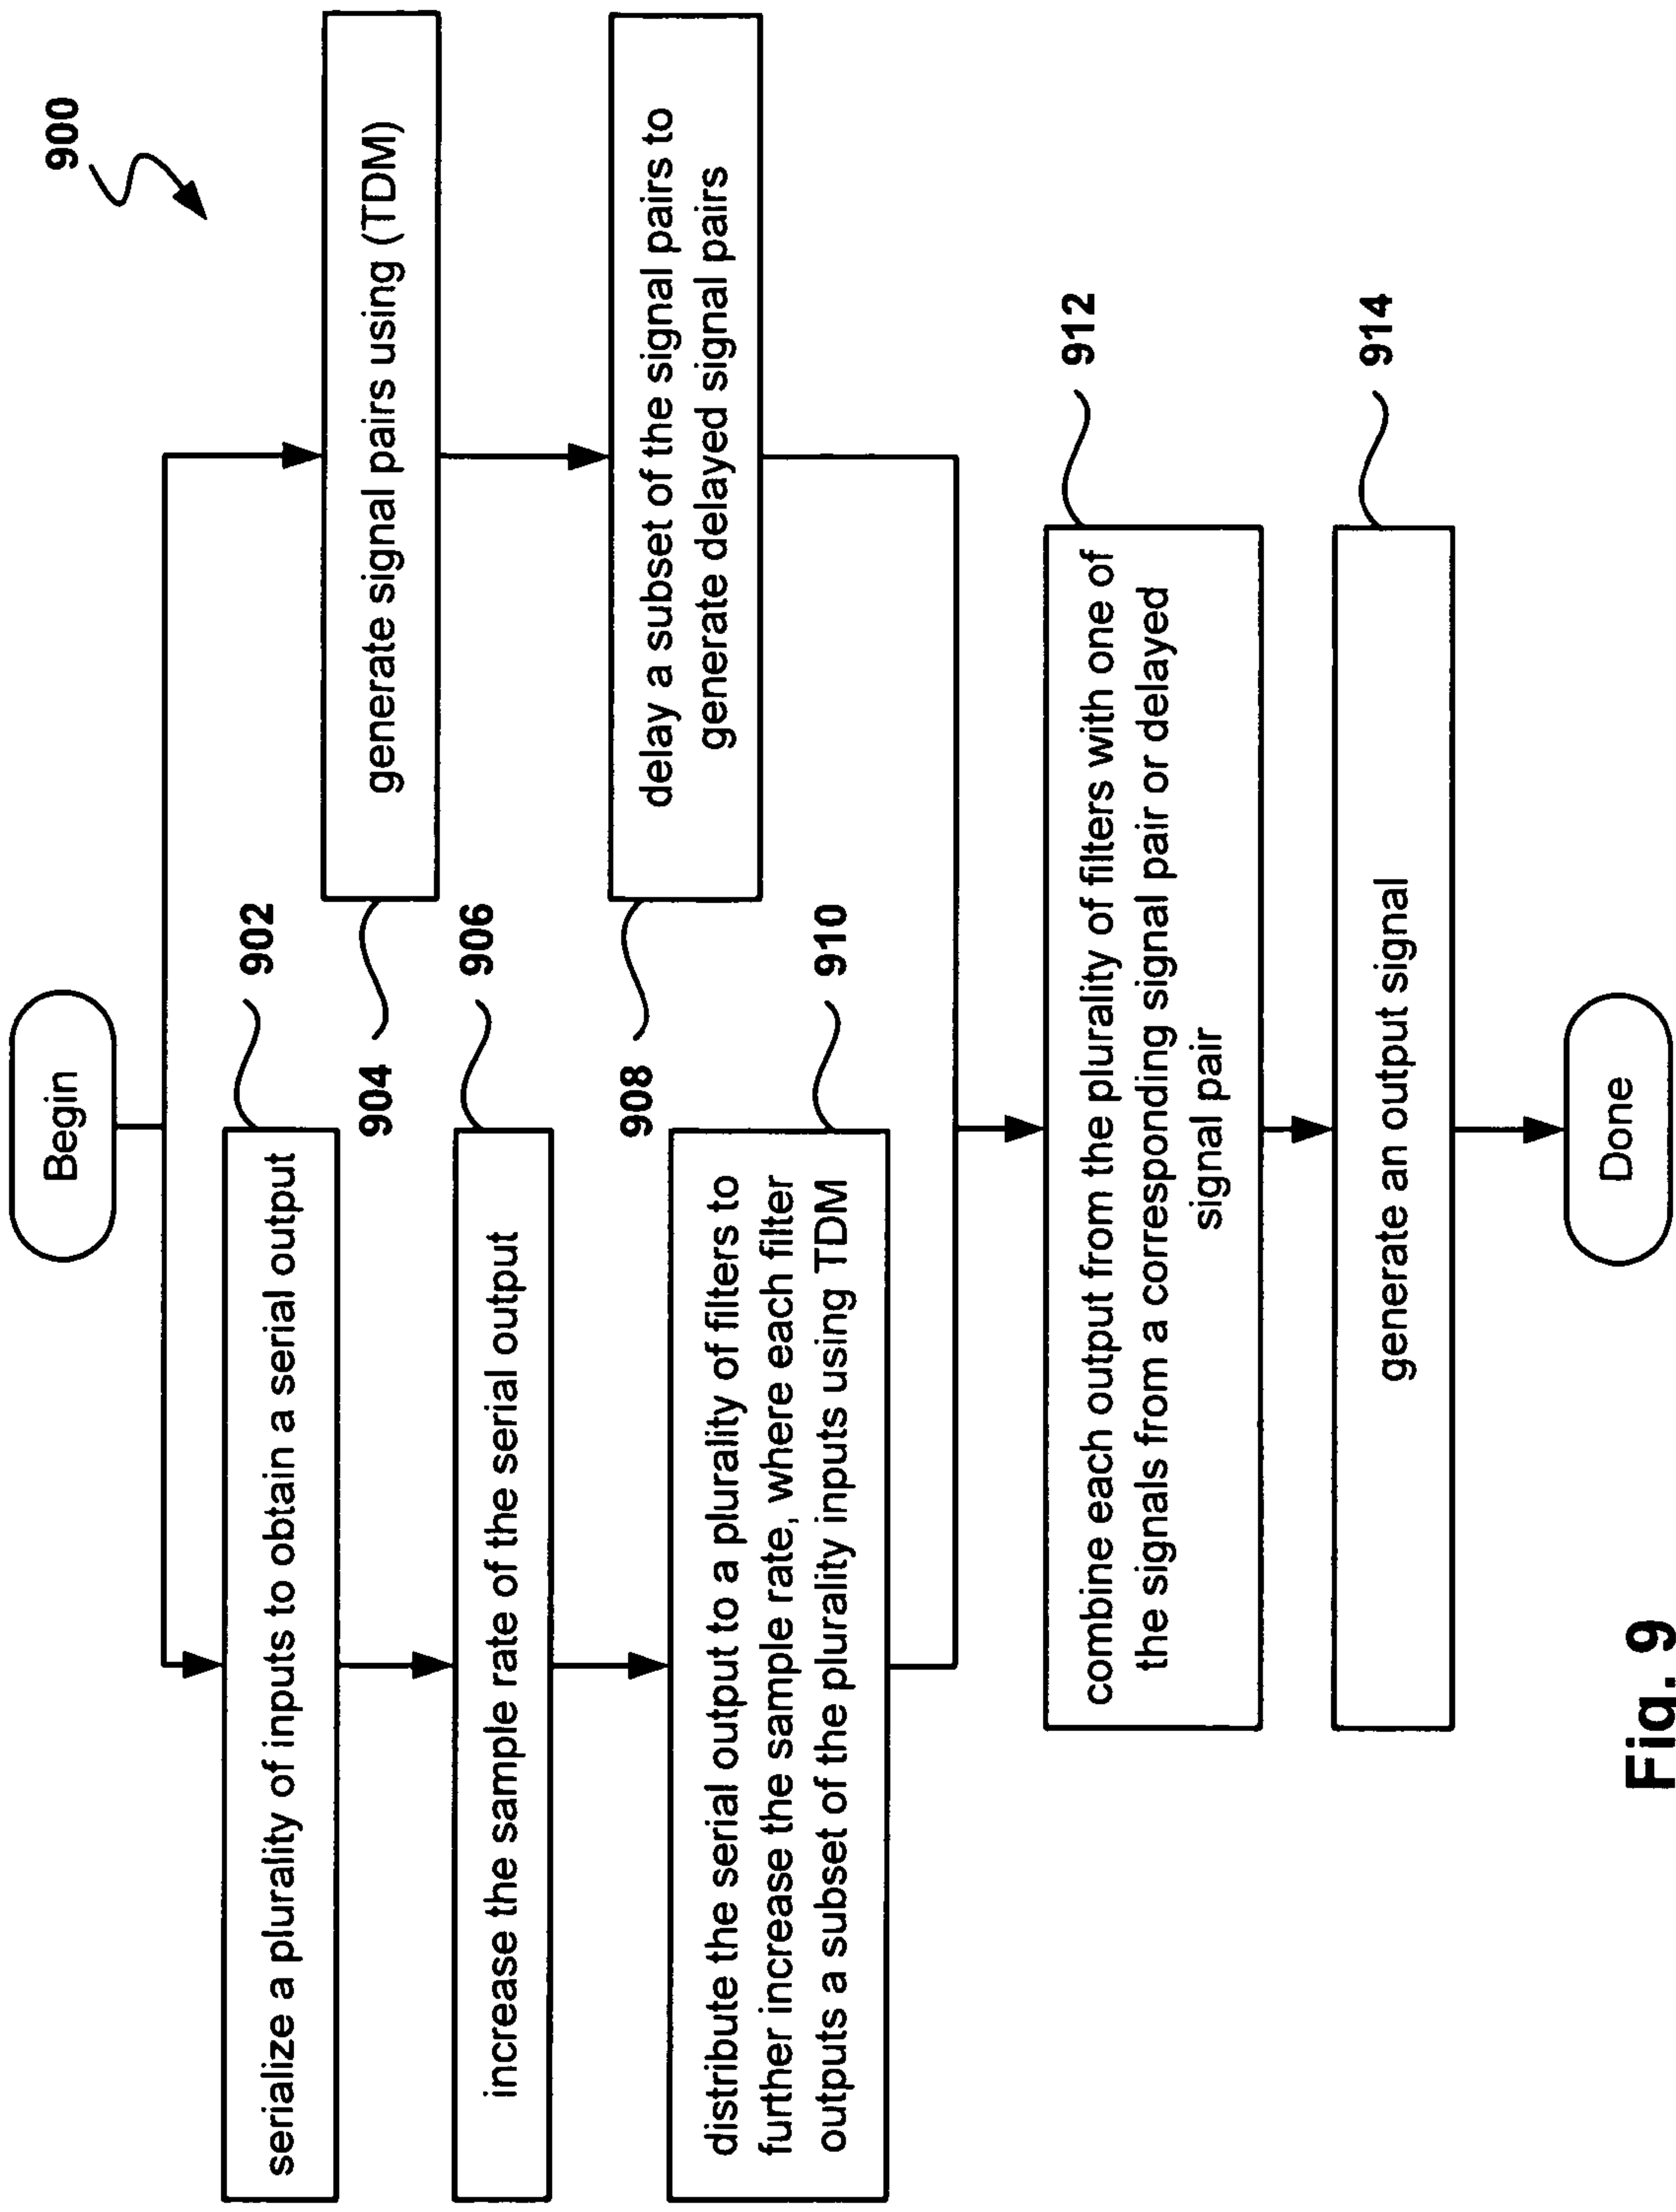 900
Begin
902
serialize a plurality of inputs to obtain a serial output
904
generate signal pairs using (TDM)
906
increase the sample rate of the serial output
908
delay a subset of the signal pairs to
generate delayed signal pairs
910
distribute the serial output to a plurality of filters to
further increase the sample rate, where each filter
outputs a subset of the plurality inputs using TDM
912
combine each output from the plurality of filters with one of
the signals from a corresponding signal pair or delayed
signal pair
914
generate an output signal
Done
Fig. 9